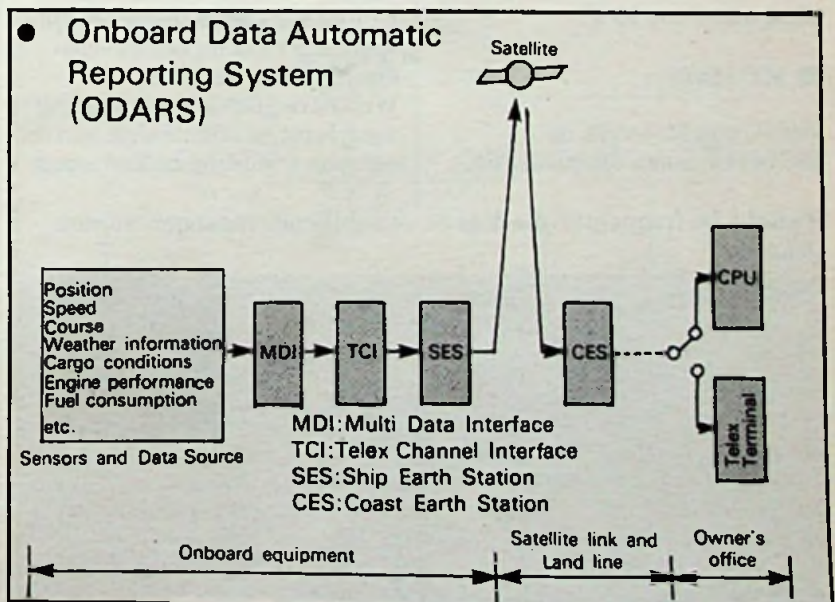 ● Onboard Data Automatic
Reporting System
(ODARS)
Satellite
Position
Speed
Course
Weather information
Cargo conditions
Engine performance
Fuel consumption
etc.
Sensors and Data Source
MDI
TCI
SES
CES
CPU
Telex
Terminal
MDI:Multi Data Interface
TCI:Telex Channel Interface
SES:Ship Earth Station
CES:Coast Earth Station
Onboard equipment
Satellite link and
Land line
Owner's
office